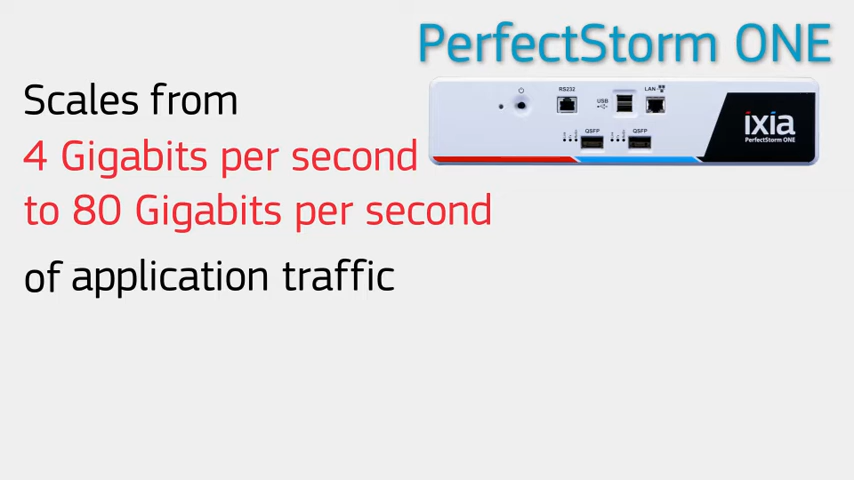 PerfectStorm ONE
Scales from
4 Gigabits per second
to 80 Gigabits per second
of application traffic
RS232
USB
LAN
QSFP
QSFP
ixia
PerfectStorm ONE